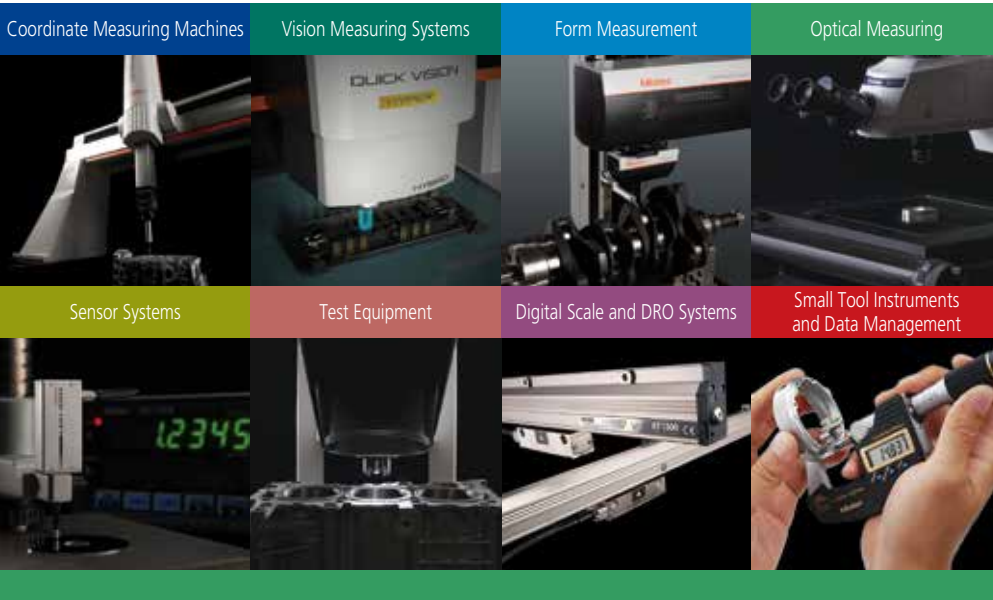 Coordinate Measuring Machines
Vision Measuring Systems
Form Measurement
Optical Measuring
QUICK VISION
HYBRID
Mitutoyo
Sensor Systems
Test Equipment
Digital Scale and DRO Systems
Small Tool Instruments
and Data Management
12345